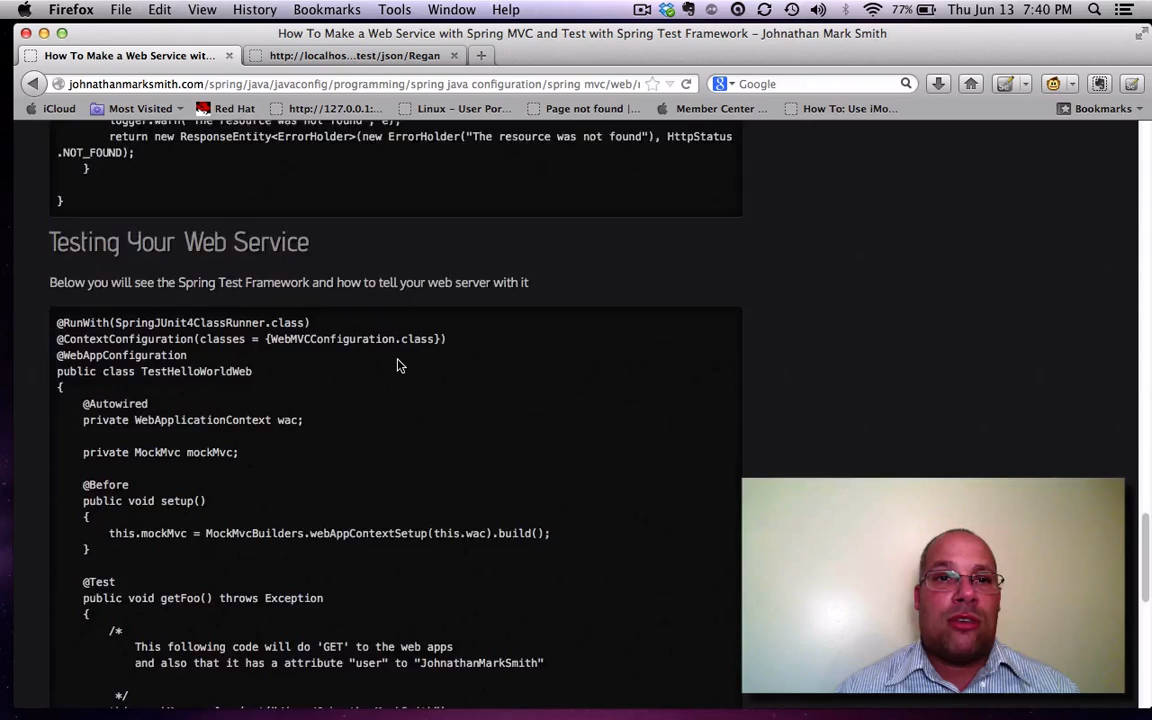 Firefox File Edit View History Bookmarks Tools Window Help 77% Thu Jun 13 7:40 PM
How To Make a Web Service with Spring MVC and Test with Spring Test Framework – Johnathan Mark Smith
How To Make a Web Service wit... http://localhos...test/json/Regan
johnathanmarksmith.com/spring/java/javaconfig/programming/spring java configuration/spring mvc/web/r Google
iCloud Most Visited Red Hat http://127.0.0.1:... Linux – User Por... Page not found |... Member Center ... How To: Use iMo... Bookmarks
return new ResponseEntity<ErrorHolder>(new ErrorHolder("The resource was not found"), HttpStatus
.NOT_FOUND);
}
}
Testing Your Web Service
Below you will see the Spring Test Framework and how to tell your web server with it
@RunWith(SpringJUnit4ClassRunner.class)
@ContextConfiguration(classes = {WebMVCConfiguration.class})
@WebAppConfiguration
public class TestHelloWorldWeb
{
@Autowired
private WebApplicationContext wac;
private MockMvc mockMvc;
@Before
public void setup()
{
this.mockMvc = MockMvcBuilders.webAppContextSetup(this.wac).build();
}
@Test
public void getFoo() throws Exception
{
/*
This following code will do 'GET' to the web apps
and also that it has a attribute "user" to "JohnathanMarkSmith"
*/